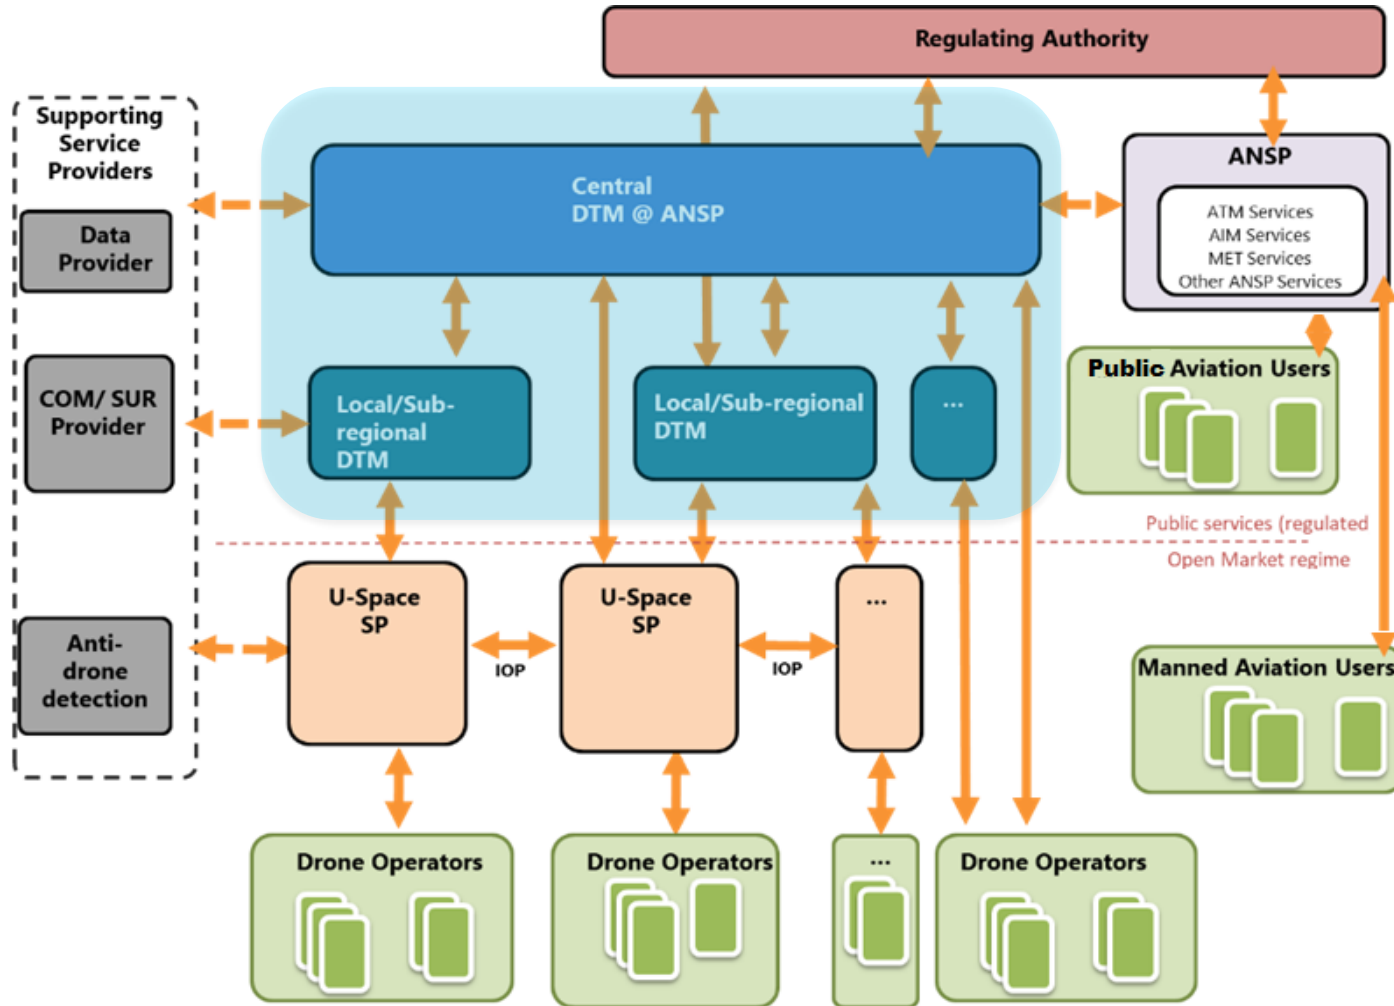 Regulating Authority
Supporting
Service
Providers
Data
Provider
COM/ SUR
Provider
Anti-
drone
detection
Central
DTM @ ANSP
ANSP
ATM Services
AIM Services
MET Services
Other ANSP Services
Local/Sub-
regional
DTM
Local/Sub-regional
DTM
...
Public Aviation Users
Public services (regulated
Open Market regime
U-Space
SP
IOP
U-Space
SP
IOP
...
Manned Aviation Users
Drone Operators
Drone Operators
...
Drone Operators